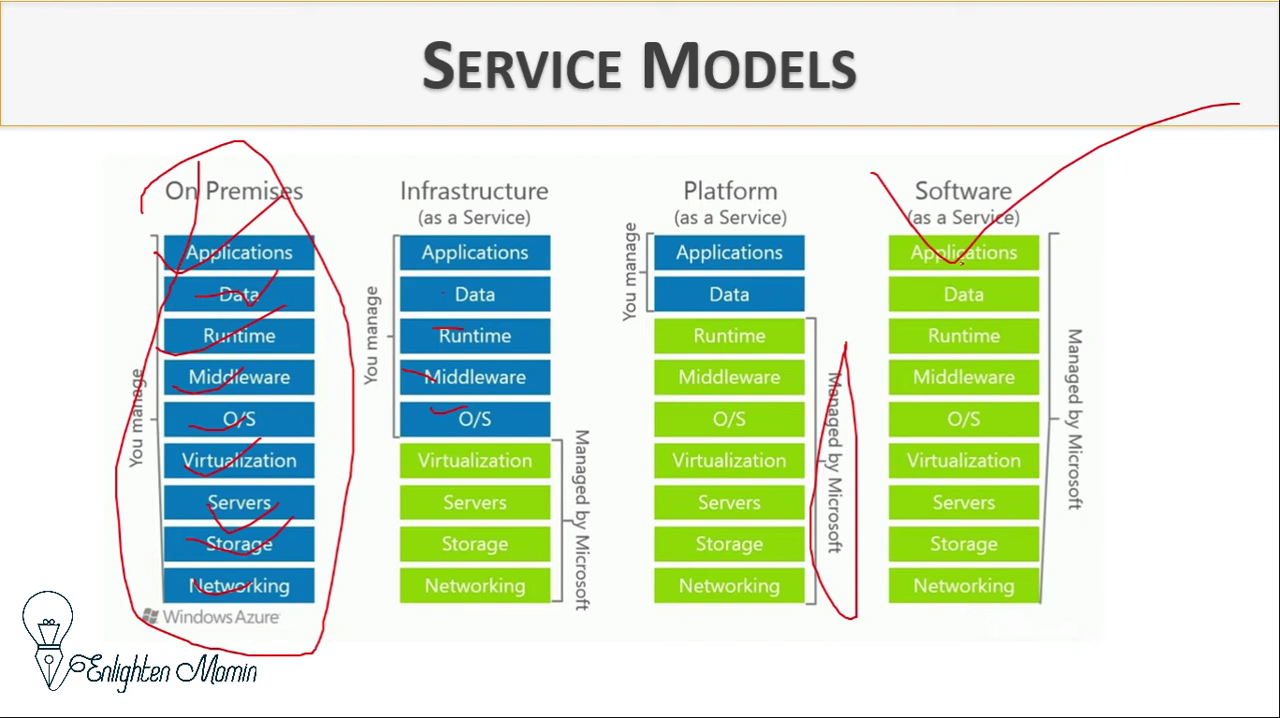 SERVICE MODELS
On Premises
Applications
Data
Runtime
Middleware
O/S
Virtualization
Servers
Storage
Networking
You manage
Windows Azure
Infrastructure
(as a Service)
Applications
Data
Runtime
Middleware
O/S
Virtualization
Servers
Storage
Networking
You manage
Managed by Microsoft
Platform
(as a Service)
Applications
Data
Runtime
Middleware
O/S
Virtualization
Servers
Storage
Networking
You manage
Managed by Microsoft
Software
(as a Service)
Applications
Data
Runtime
Middleware
O/S
Virtualization
Servers
Storage
Networking
Managed by Microsoft
Enlighten Momin